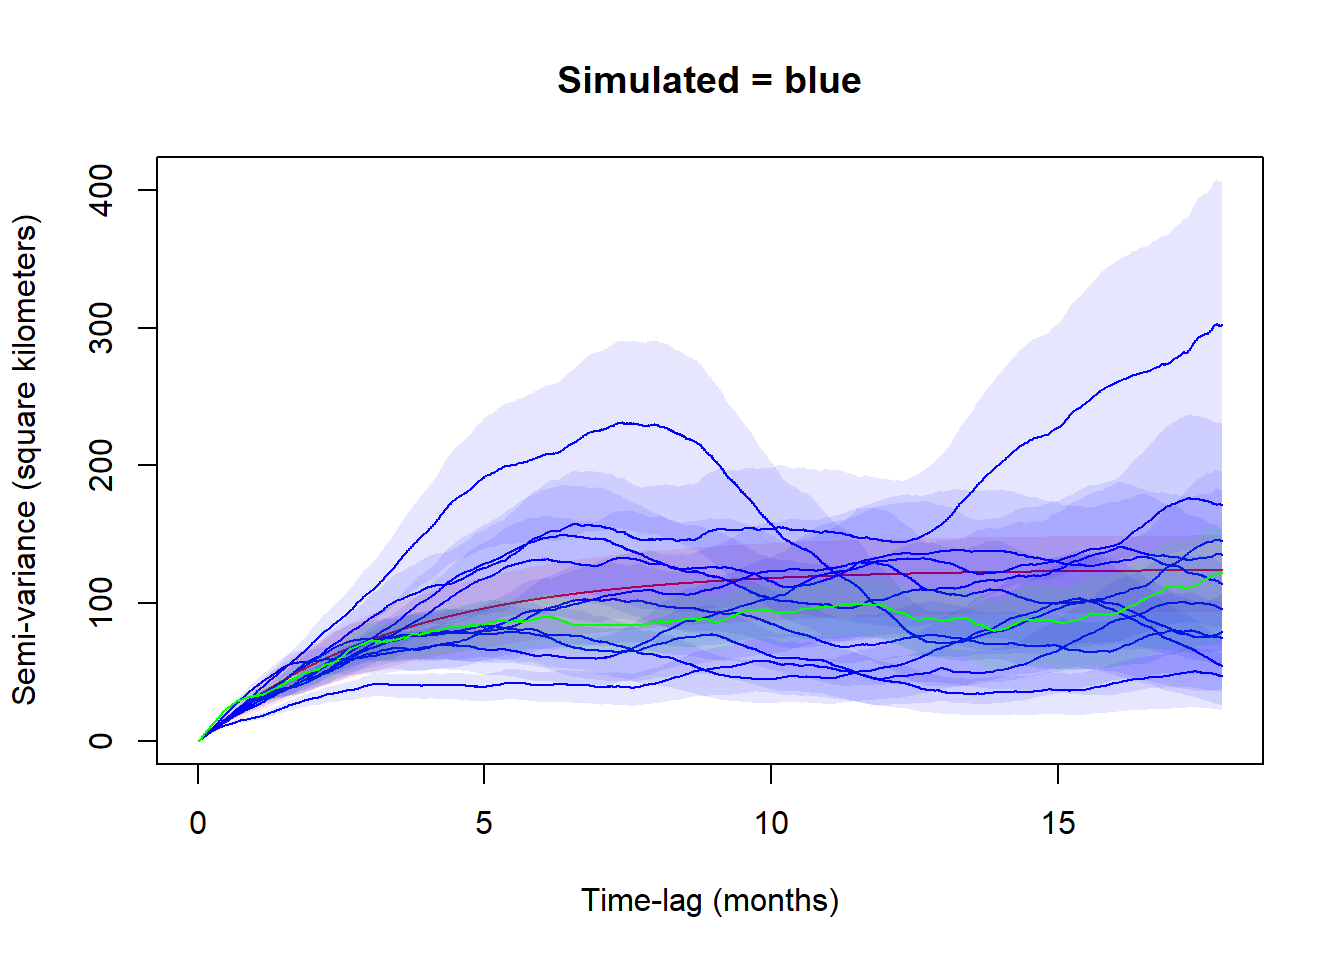 Simulated = blue
Semi-variance (square kilometers)
400
300
200
100
0
0 5 10 15
Time-lag (months)